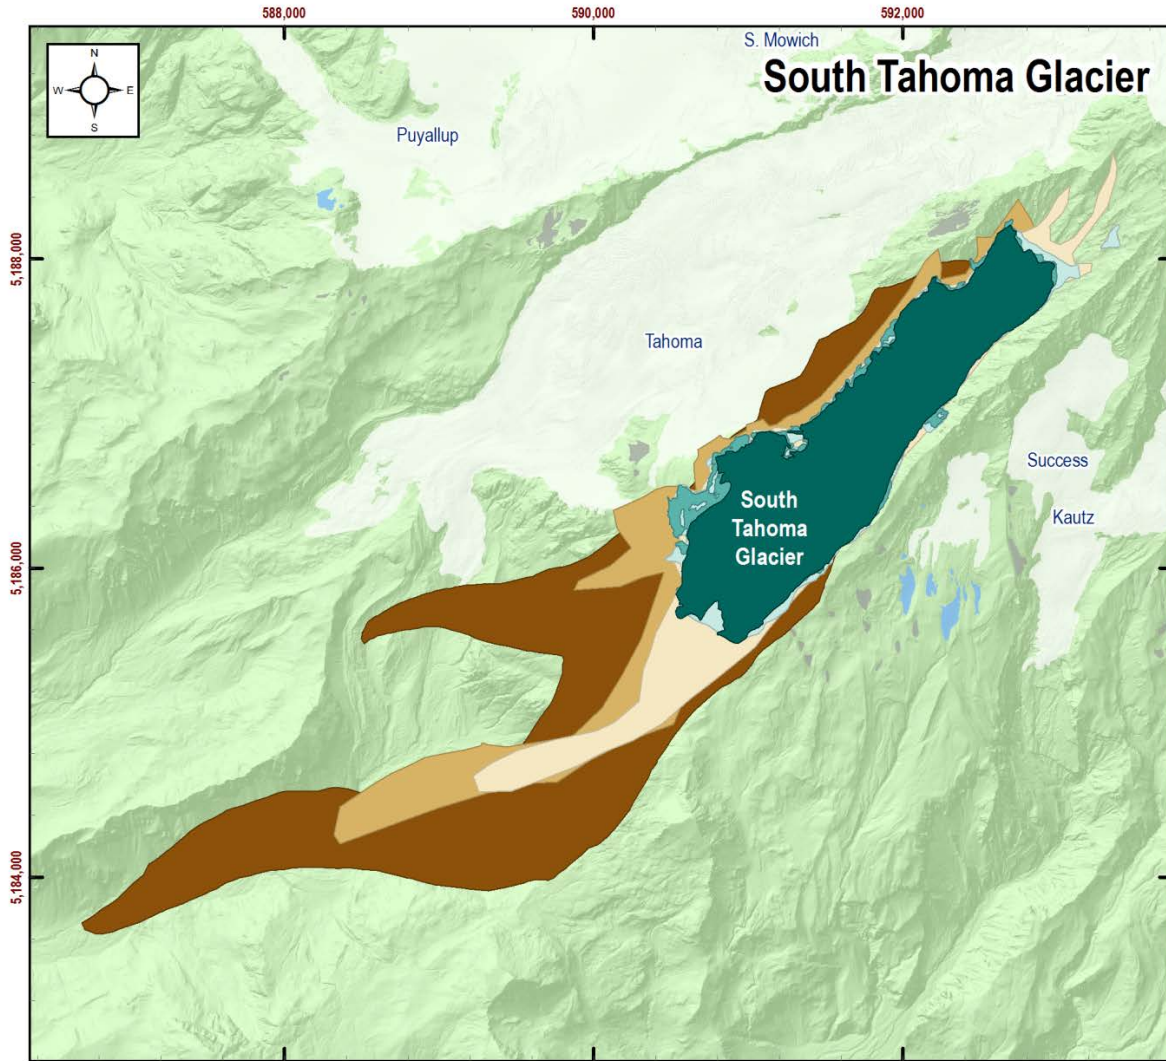 588,000
590,000
592,000
N
W
E
S
S. Mowich
South Tahoma Glacier
Puyallup
5,188,000
Tahoma
Success
Kautz
South
Tahoma
Glacier
5,186,000
5,184,000